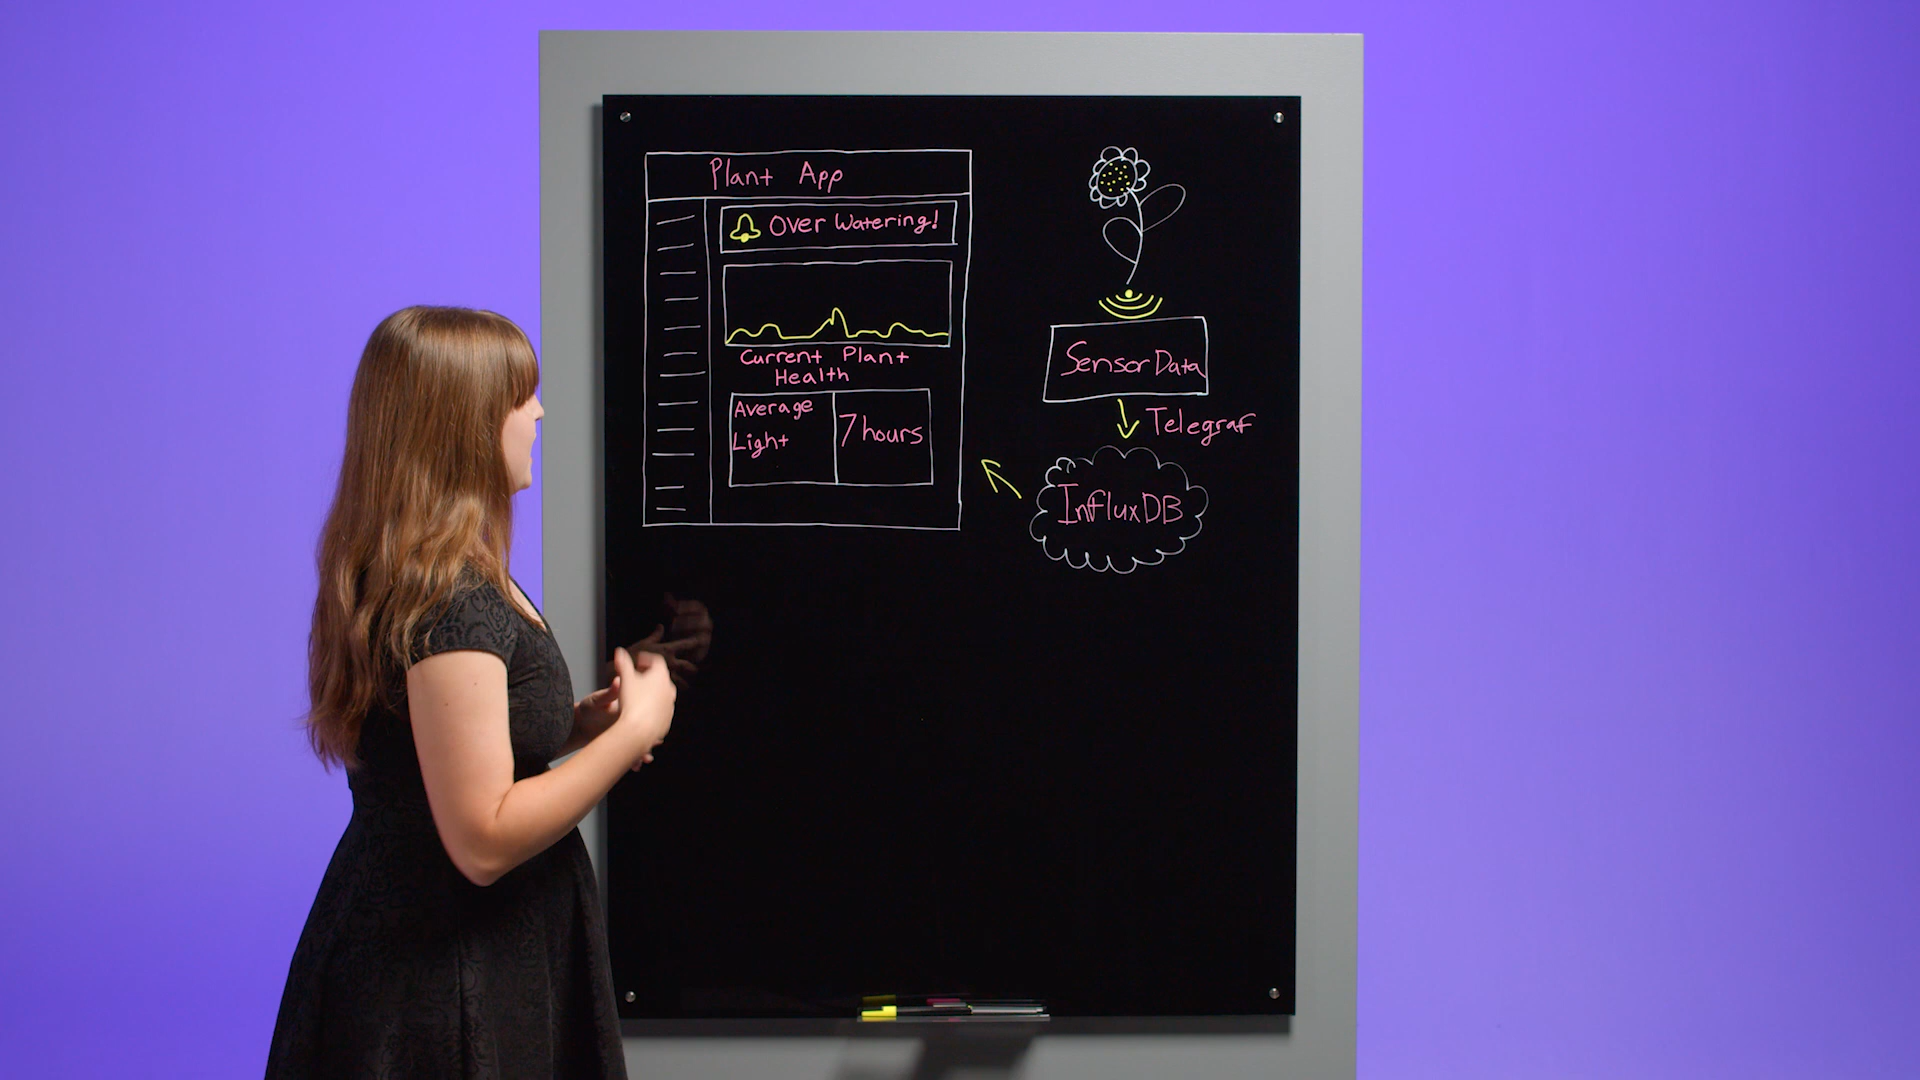 Plant App
Over Watering!
Current Plant
Health
Average
Light
7 hours
Sensor Data
Telegraf
InfluxDB